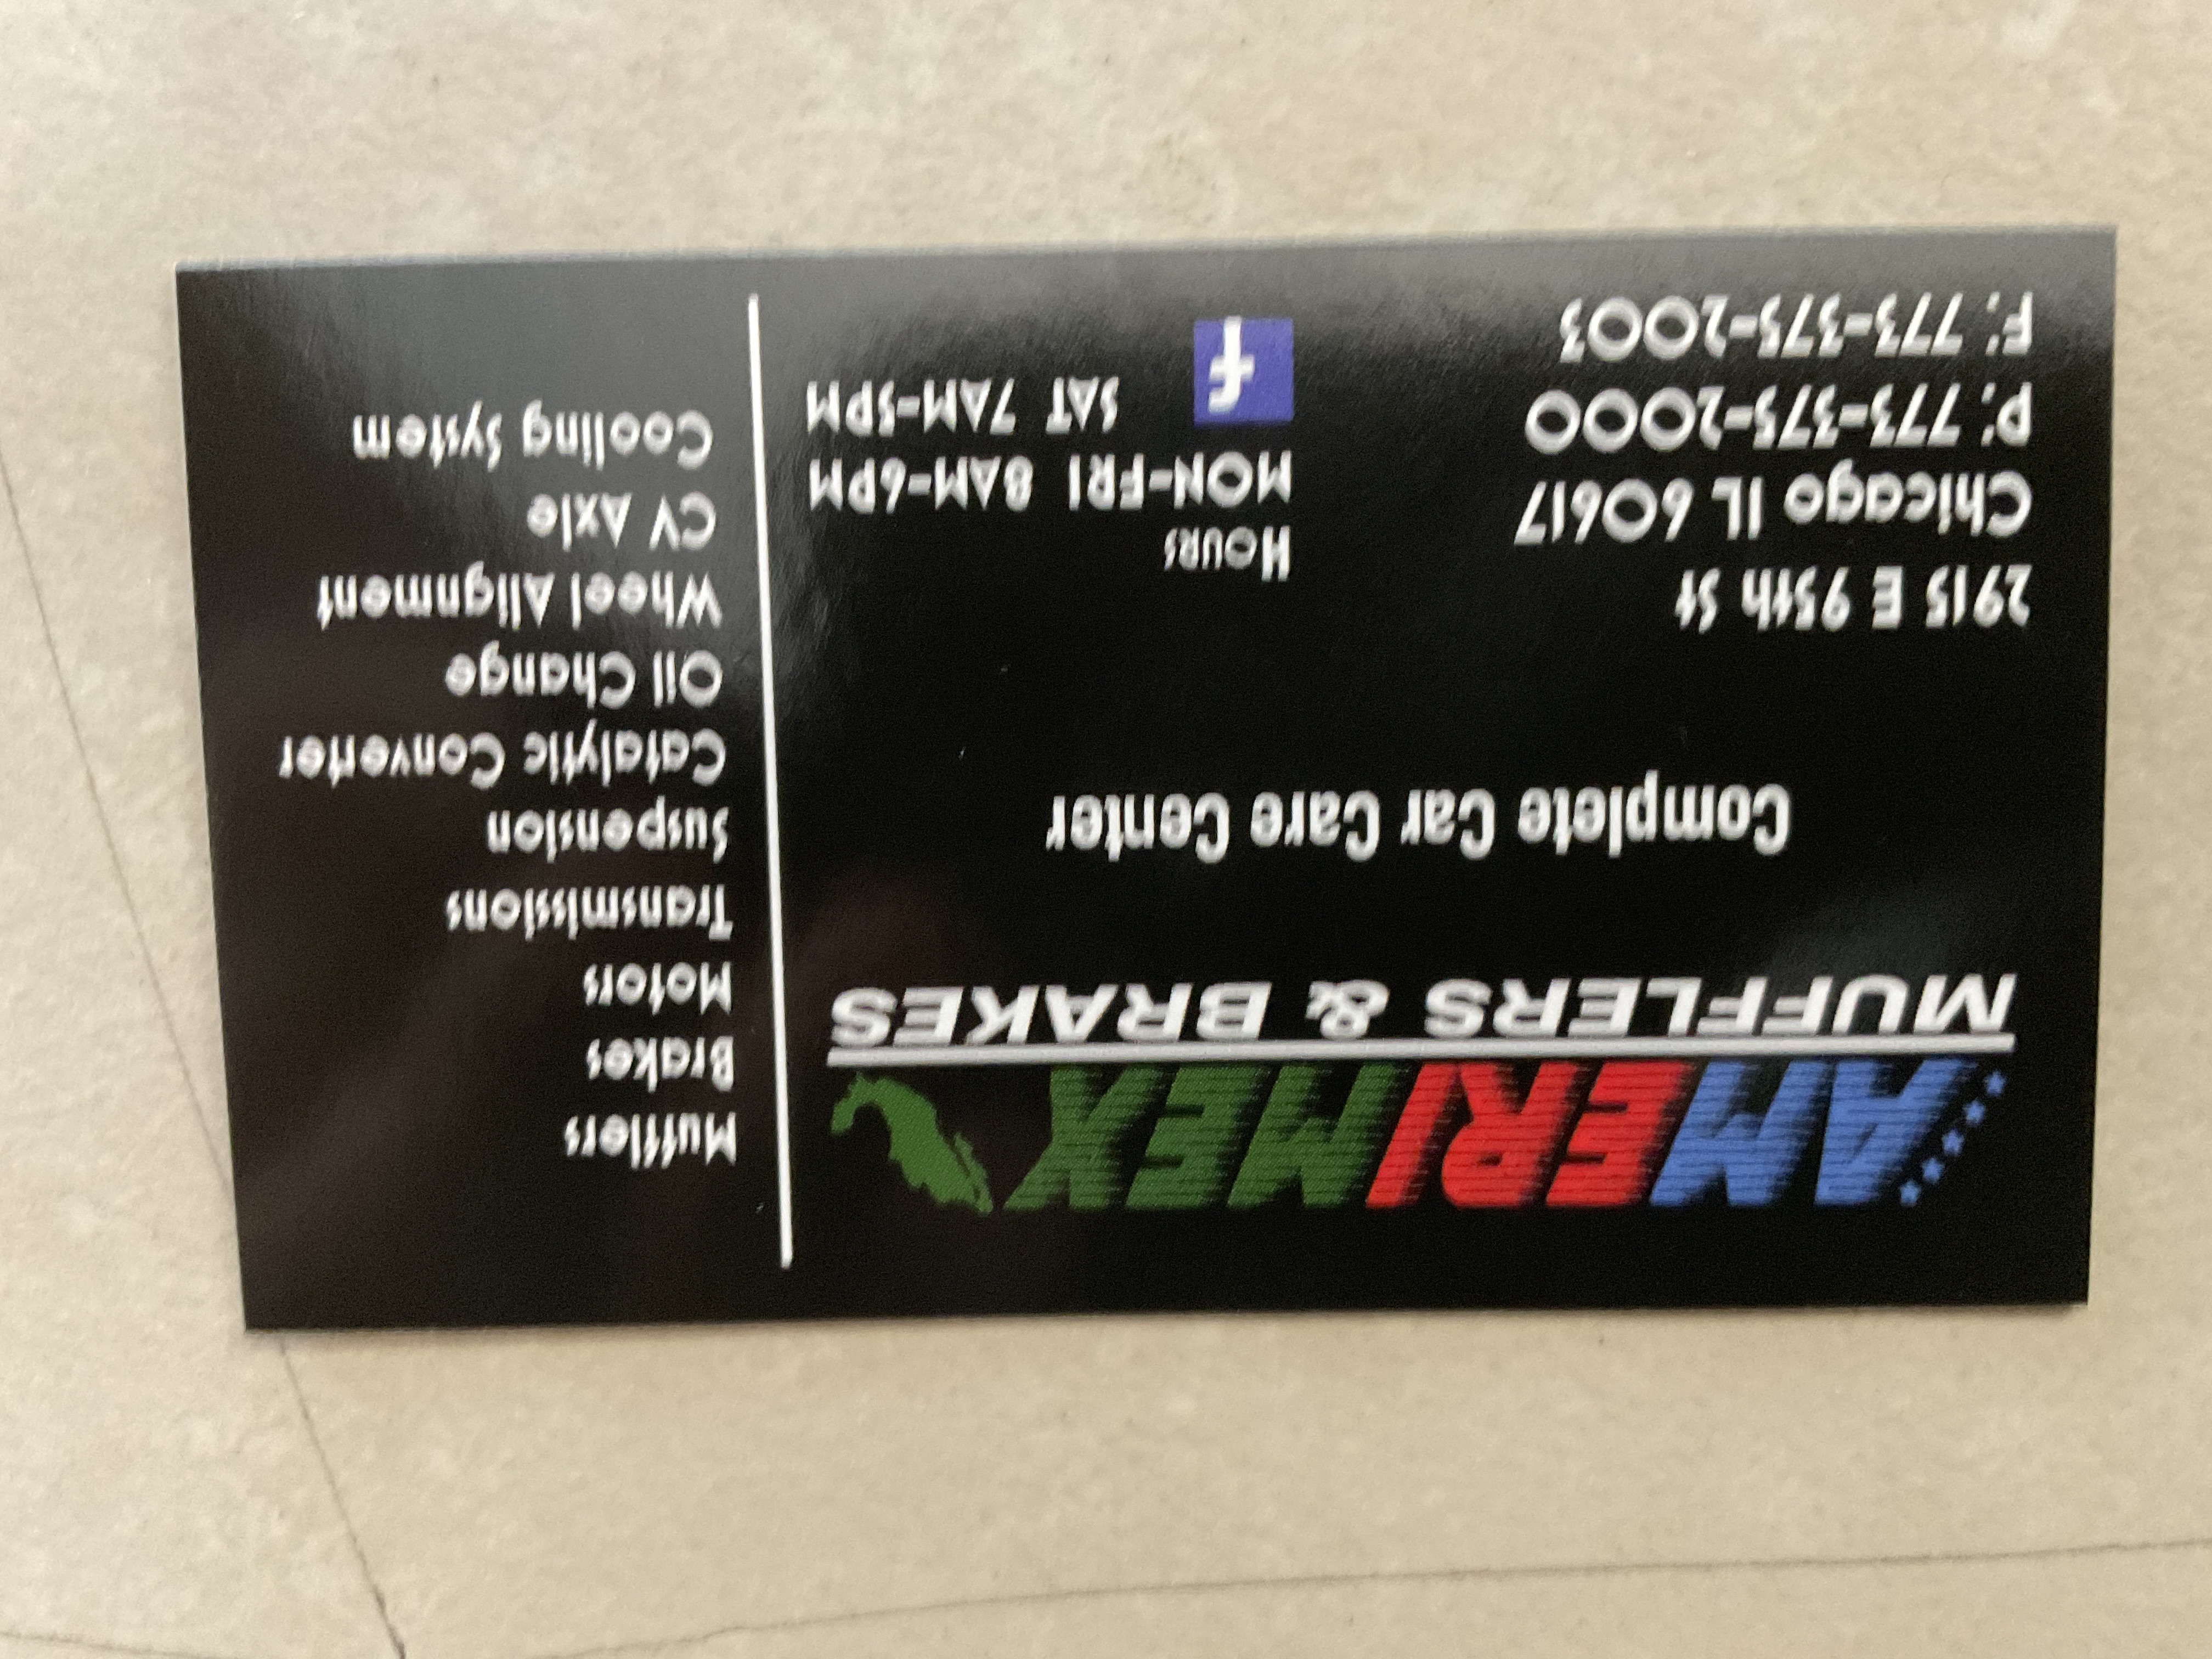 AMERIMEX
MUFFLERS & BRAKES
Complete Car Care Center
2915 E 95th St
Chicago IL 60617
P: 773-375-2000
F: 773-375-2003
Hours
MON-FRI 8AM-6PM
SAT 7AM-5PM
f
Mufflers
Brakes
Motors
Transmissions
Suspension
Catalytic Converter
Oil Change
Wheel Alignment
CV Axle
Cooling System